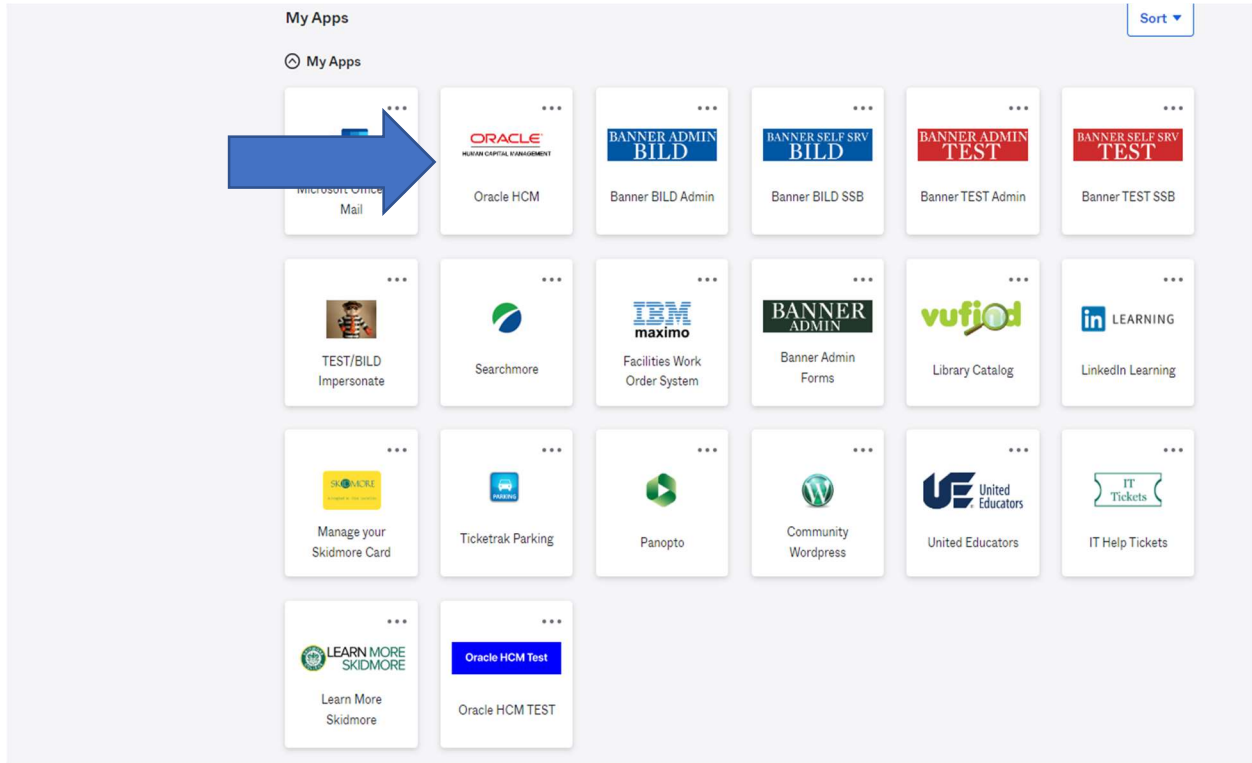 My Apps
Sort
My Apps
ORACLE
HUMAN CAPITAL MANAGEMENT
BANNER ADMIN
BILD
BANNER SELF SRV
BILD
BANNER ADMIN
TEST
BANNER SELF SRV
TEST
Microsoft Office
Mail
Oracle HCM
Banner BILD Admin
Banner BILD SSB
Banner TEST Admin
Banner TEST SSB
IBM
maximo
BANNER
ADMIN
vufind
in LEARNING
TEST/BILD
Impersonate
Searchmore
Facilities Work
Order System
Banner Admin
Forms
Library Catalog
LinkedIn Learning
SKIDMORE
PARKING
W
UE United
Educators
IT
Tickets
Manage your
Skidmore Card
Ticketrak Parking
Panopto
Community
Wordpress
United Educators
IT Help Tickets
LEARN MORE
SKIDMORE
Oracle HCM Test
Learn More
Skidmore
Oracle HCM TEST